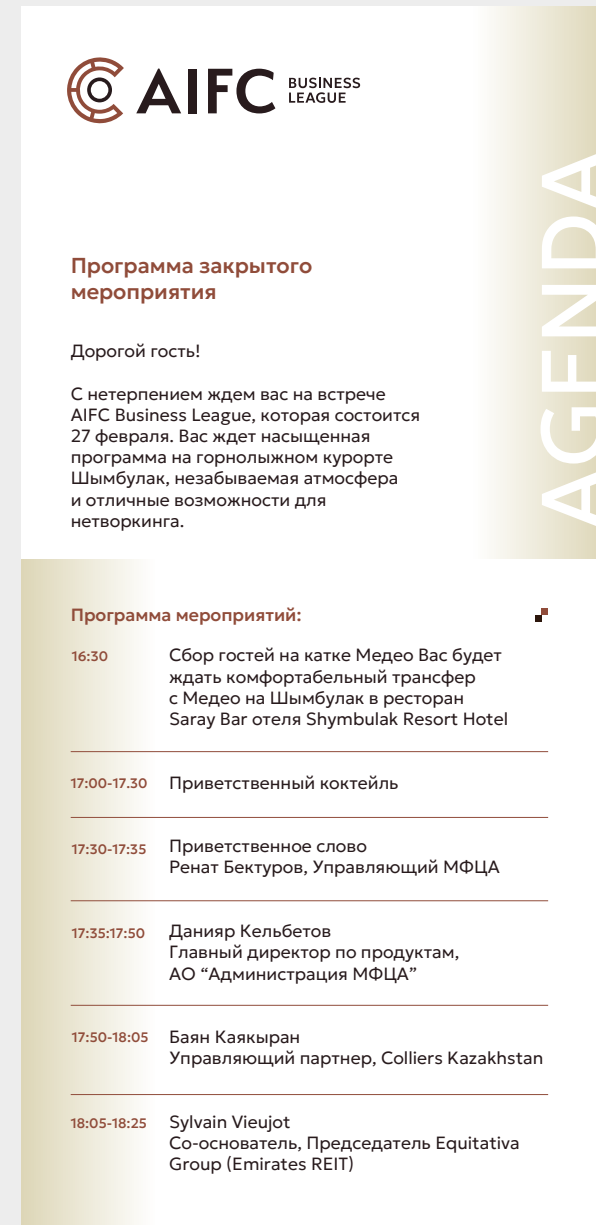 AIFC BUSINESS
LEAGUE
AGENDA
Программа закрытого
мероприятия
Дорогой гость!
С нетерпением ждем вас на встрече
AIFC Business League, которая состоится
27 февраля. Вас ждет насыщенная
программа на горнолыжном курорте
Шымбулак, незабываемая атмосфера
и отличные возможности для
нетворкинга.
Программа мероприятий:
16:30 Сбор гостей на катке Медео Вас будет
ждать комфортабельный трансфер
с Медео на Шымбулак в ресторан
Saray Bar отеля Shymbulak Resort Hotel
17:00-17.30 Приветственный коктейль
17:30-17:35 Приветственное слово
Ренат Бектуров, Управляющий МФЦА
17:35:17:50 Данияр Кельбетов
Главный директор по продуктам,
АО “Администрация МФЦА”
17:50-18:05 Баян Каякыран
Управляющий партнер, Colliers Kazakhstan
18:05-18:25 Sylvain Vieujot
Со-основатель, Председатель Equitativa
Group (Emirates REIT)